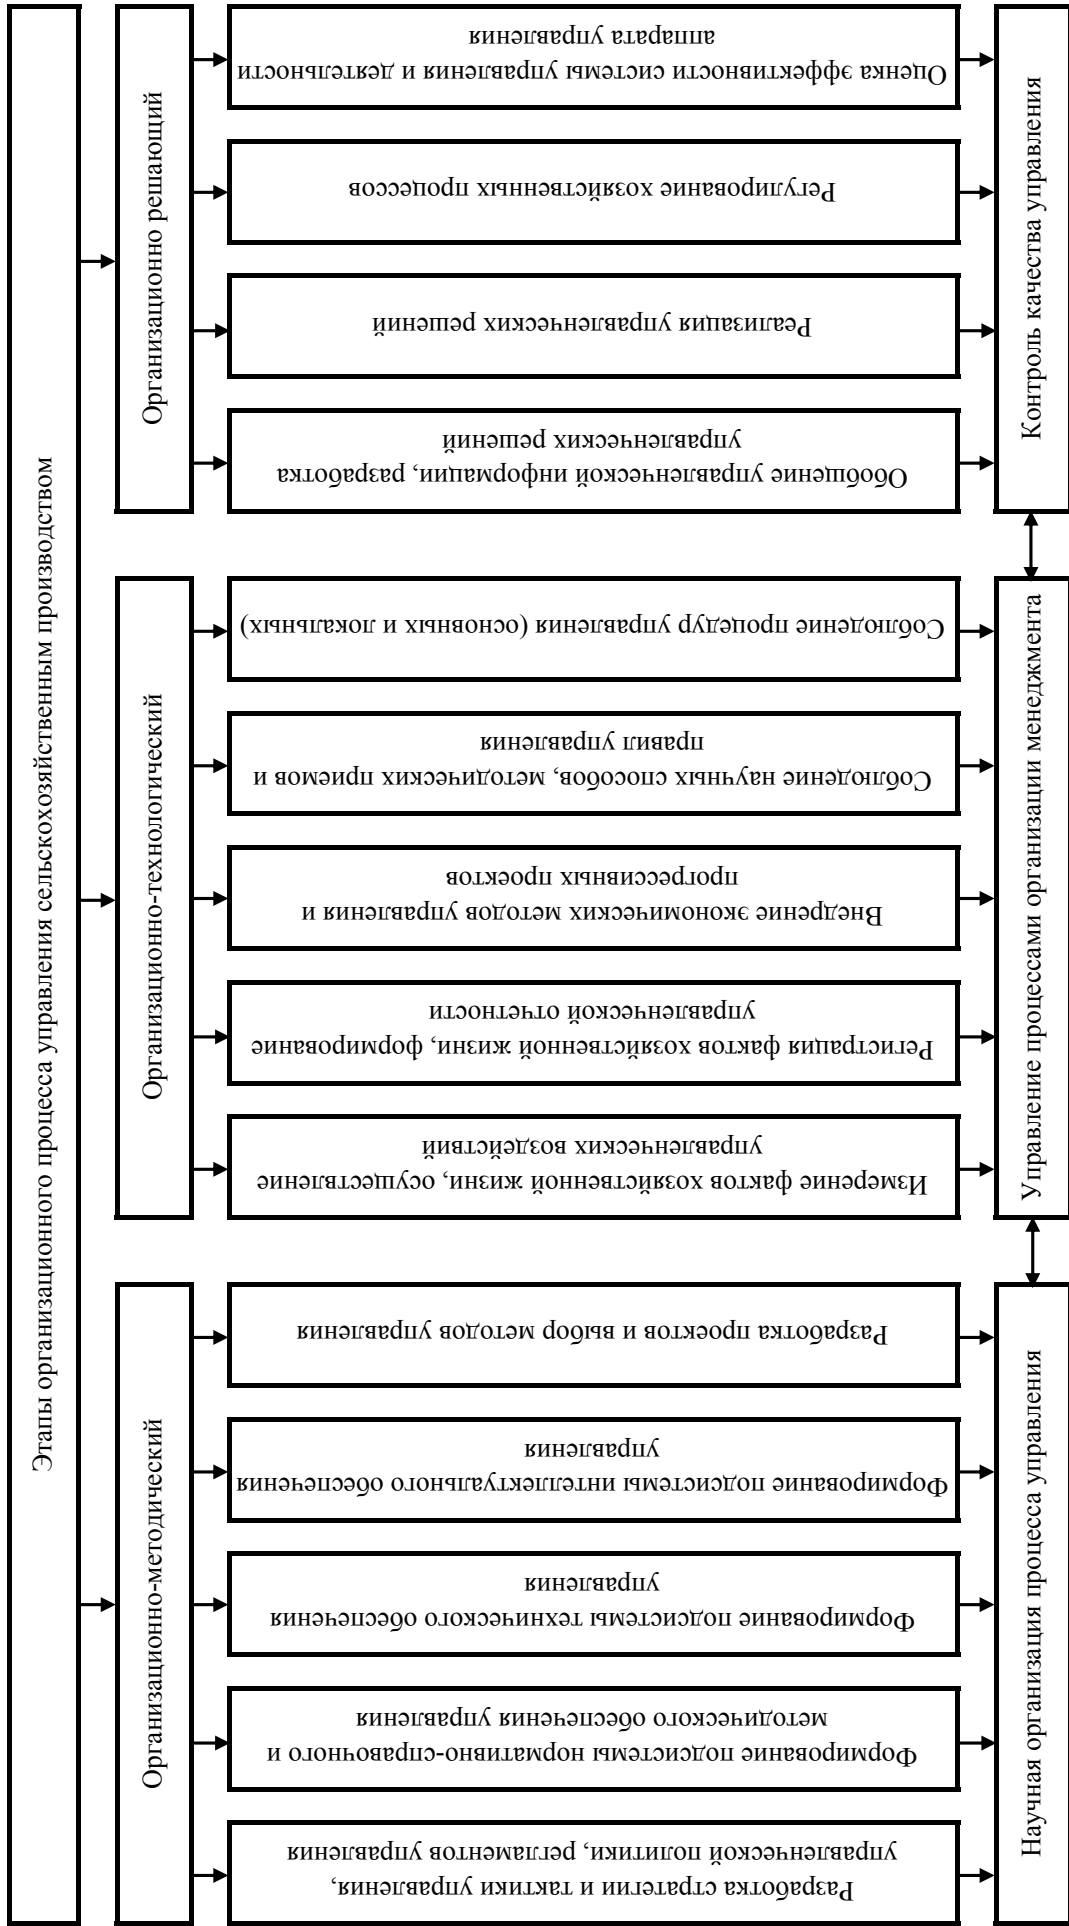 Этапы организационного процесса управления сельскохозяйственным производством
Организационно-методический
Организационно-технологический
Организационно решающий
Разработка стратегии и тактики управления,
управленческой политики, регламентов управления
Формирование подсистемы нормативно-справочного и
методического обеспечения управления
Формирование подсистемы технического обеспечения
управления
Формирование подсистемы интеллектуального обеспечения
управления
Разработка проектов и выбор методов управления
Измерение фактов хозяйственной жизни, осуществление
управленческих воздействий
Регистрация фактов хозяйственной жизни, формирование
управленческой отчетности
Внедрение экономических методов управления и
прогрессивных проектов
Соблюдение научных способов, методических приемов и
правил управления
Соблюдение процедур управления (основных и локальных)
Обобщение управленческой информации, разработка
управленческих решений
Реализация управленческих решений
Регулирование хозяйственных процессов
Оценка эффективности системы управления и деятельности
аппарата управления
Научная организация процесса управления
Управление процессами организации менеджмента
Контроль качества управления